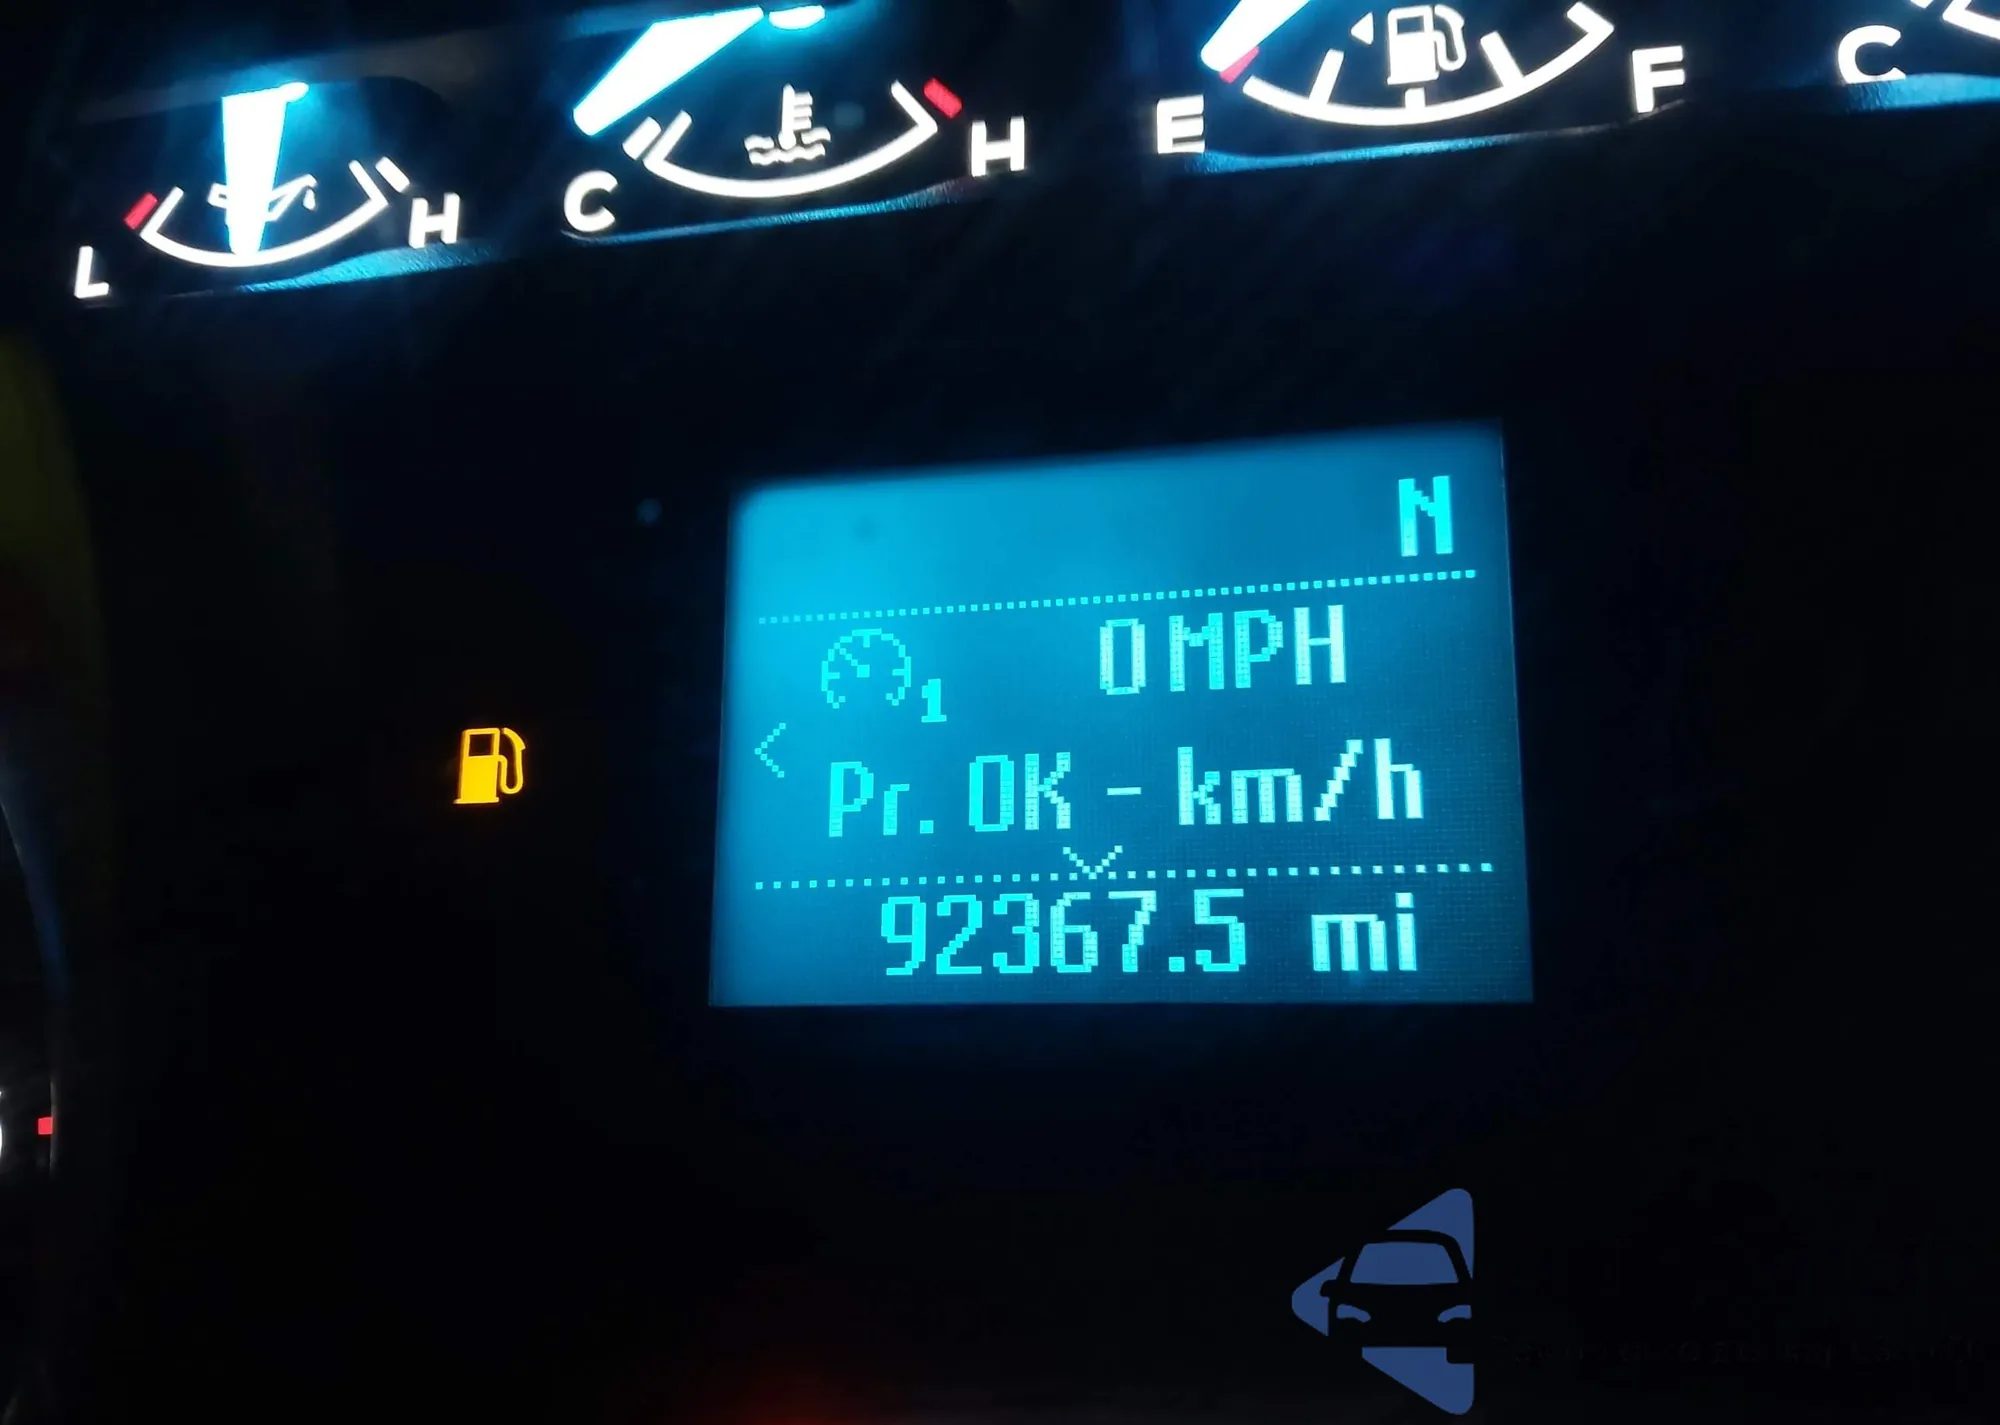 L H
C H
E F
C
N
1 0 MPH
Pr. OK - km/h
92367.5 mi